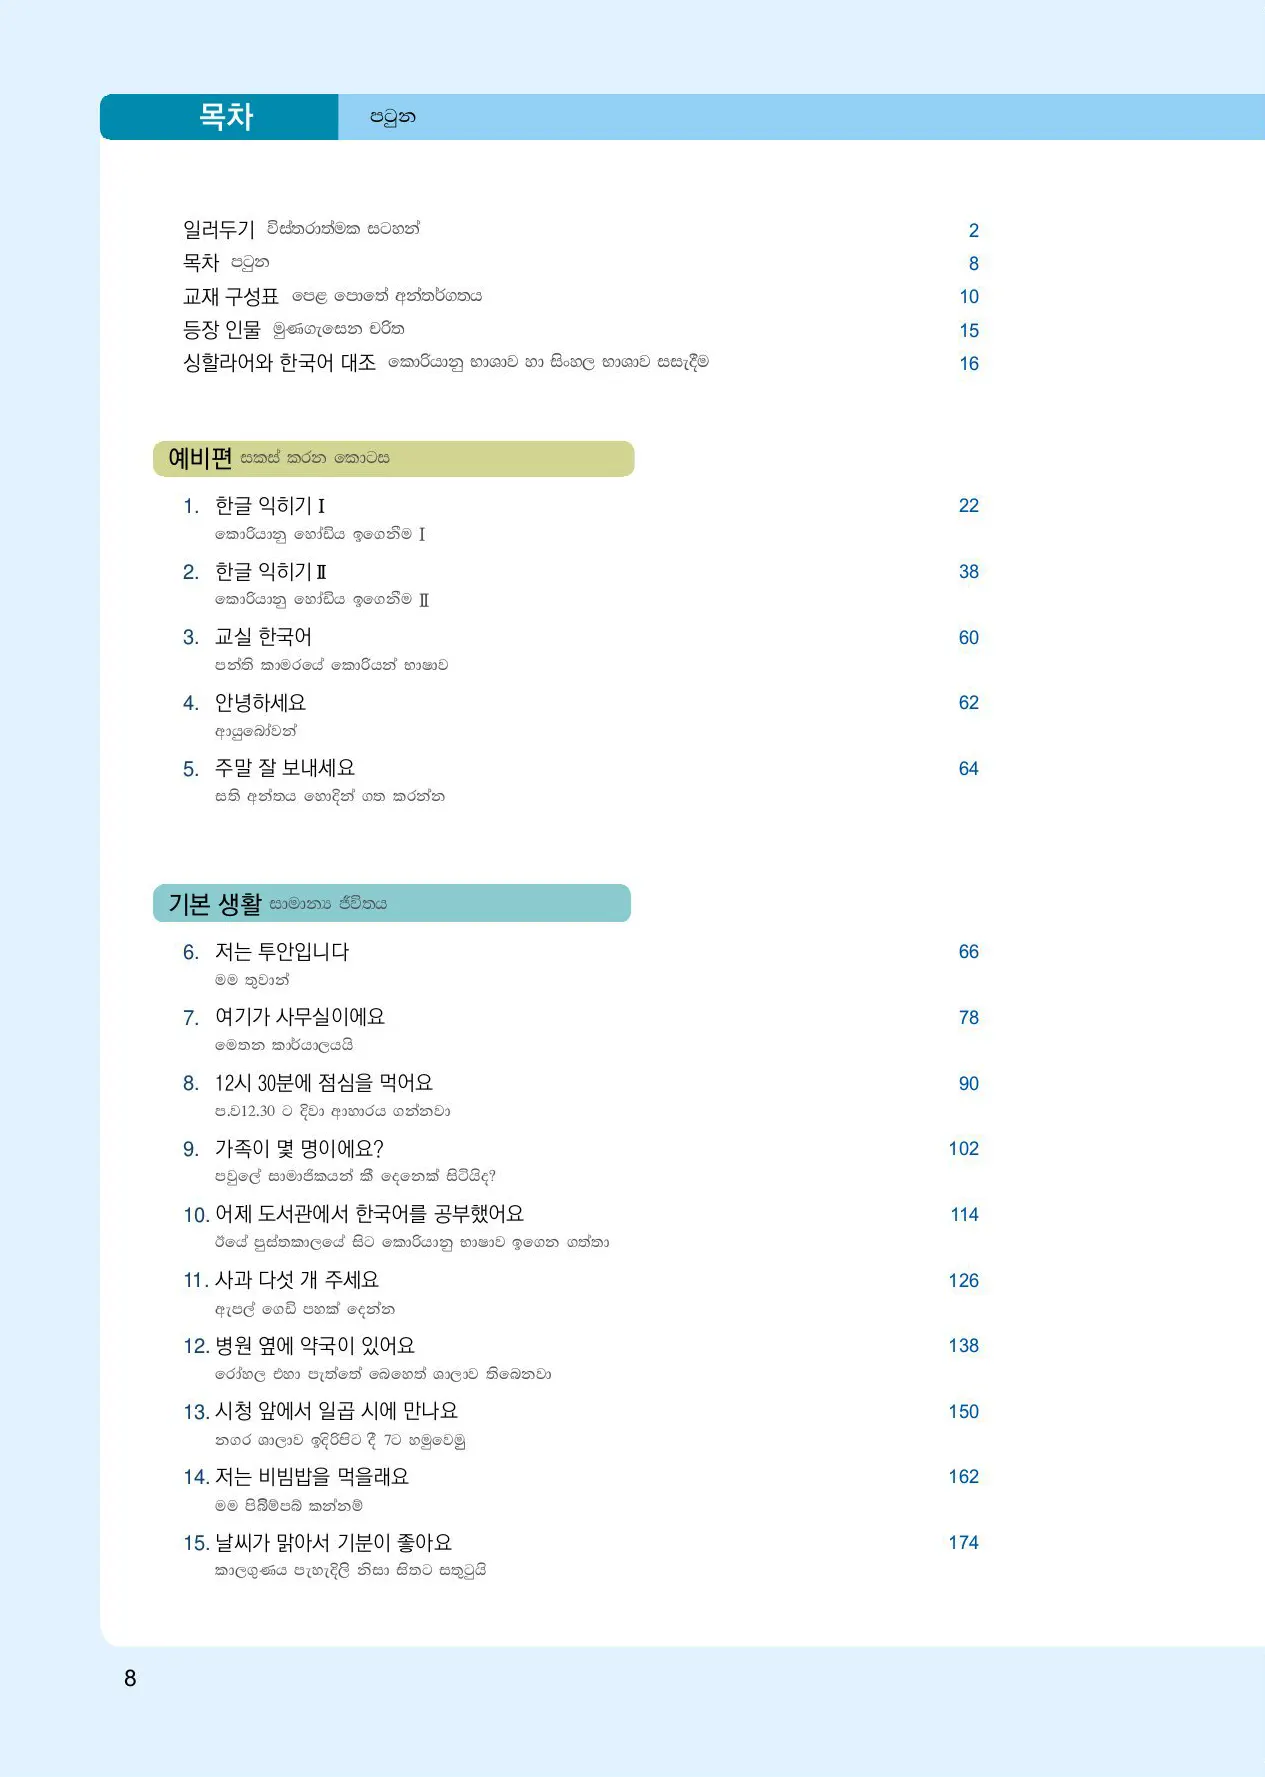 목차 පටුන
일러두기 විස්තරාත්මක සටහන් 2
목차 පටුන 8
교재 구성표 පෙළ පොතේ අන්තර්ගතය 10
등장 인물 මුණගැසෙන චරිත 15
싱할라어와 한국어 대조 කොරියානු භාශාව හා සිංහල භාශාව සසැදීම 16
예비편 සකස් කරන කොටස
1. 한글 익히기 Ⅰ 22
කොරියානු හෝඩිය ඉගෙනීම Ⅰ
2. 한글 익히기 Ⅱ 38
කොරියානු හෝඩිය ඉගෙනීම Ⅱ
3. 교실 한국어 60
පන්ති කාමරයේ කොරියන් භාෂාව
4. 안녕하세요 62
ආයුබෝවන්
5. 주말 잘 보내세요 64
සති අන්තය හොදින් ගත කරන්න
기본 생활 සාමාන්‍ය ජීවිතය
6. 저는 투안입니다 66
මම තුවාන්
7. 여기가 사무실이에요 78
මෙතන කාර්යාලයයි
8. 12시 30분에 점심을 먹어요 90
ප.ව12.30 ට දිවා ආහාරය ගන්නවා
9. 가족이 몇 명이에요? 102
පවුලේ සාමාජිකයන් කී දෙනෙක් සිටියිද?
10. 어제 도서관에서 한국어를 공부했어요 114
ඊයේ පුස්තකාලයේ සිට කොරියානු භාෂාව ඉගෙන ගත්තා
11. 사과 다섯 개 주세요 126
ඇපල් ගෙඩි පහක් දෙන්න
12. 병원 옆에 약국이 있어요 138
රෝහල එහා පැත්තේ බෙහෙත් ශාලාව තිබෙනවා
13. 시청 앞에서 일곱 시에 만나요 150
නගර ශාලාව ඉදිරිපිට දී 7ට හමුවෙමු
14. 저는 비빔밥을 먹을래요 162
මම පිබිම්පබ් කන්නම්
15. 날씨가 맑아서 기분이 좋아요 174
කාලගුණය පැහැදිලි නිසා සිතට සතුටුයි
8